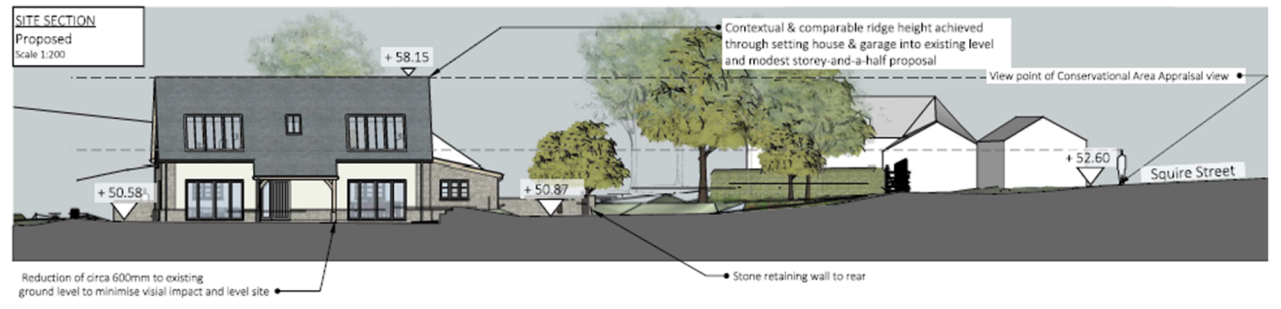 SITE SECTION
Proposed
Scale 1:200
+ 58.15
Contextual & comparable ridge height achieved
through setting house & garage into existing level
and modest storey-and-a-half proposal
View point of Conservational Area Appraisal view
+ 52.60
Squire Street
+ 50.58
+ 50.87
Reduction of circa 600mm to existing
ground level to minimise visial impact and level site
Stone retaining wall to rear